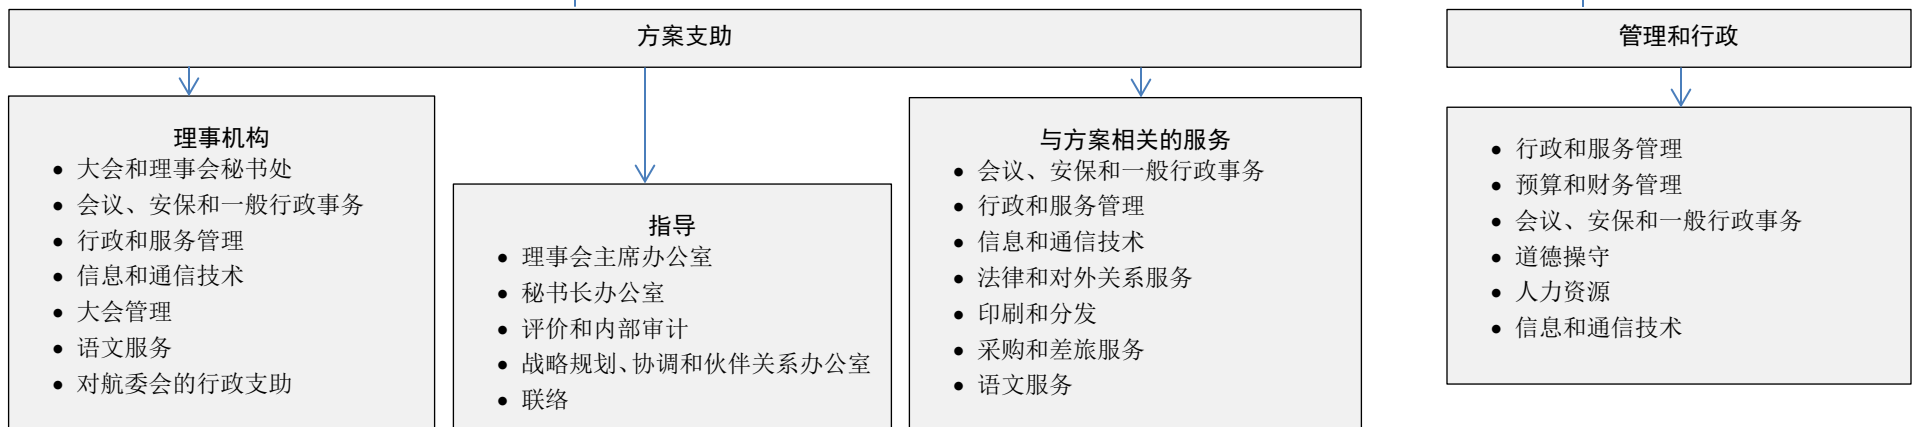 方案支助
管理和行政
理事机构
• 大会和理事会秘书处
• 会议、安保和一般行政事务
• 行政和服务管理
• 信息和通信技术
• 大会管理
• 语文服务
• 对航委会的行政支助
指导
• 理事会主席办公室
• 秘书长办公室
• 评价和内部审计
• 战略规划、协调和伙伴关系办公室
• 联络
与方案相关的服务
• 会议、安保和一般行政事务
• 行政和服务管理
• 信息和通信技术
• 法律和对外关系服务
• 印刷和分发
• 采购和差旅服务
• 语文服务
• 行政和服务管理
• 预算和财务管理
• 会议、安保和一般行政事务
• 道德操守
• 人力资源
• 信息和通信技术